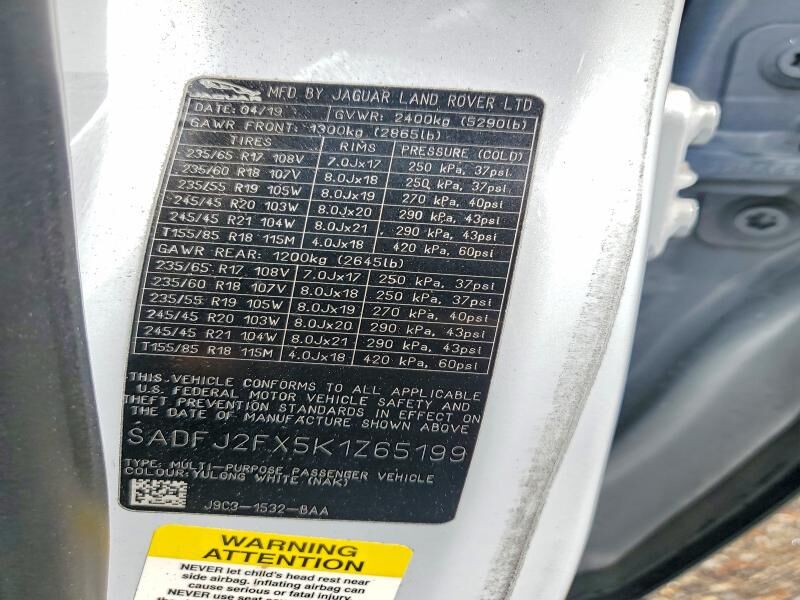 JAGUAR
MFD BY JAGUAR LAND ROVER LTD
DATE: 04/19 GVWR: 2400kg (5290lb)
GAWR FRONT: 1300kg (2865lb)
TIRES RIMS PRESSURE (COLD)
235/65 R17 108V 7.0Jx17 250 kPa, 37psi
235/60 R18 107V 8.0Jx18 250 kPa, 37psi
235/55 R19 105W 8.0Jx19 270 kPa, 40psi
245/45 R20 103W 8.0Jx20 290 kPa, 43psi
245/45 R21 104W 8.0Jx21 290 kPa, 43psi
T155/85 R18 115M 4.0Jx18 420 kPa, 60psi
GAWR REAR: 1200kg (2645lb)
235/65 R17 108V 7.0Jx17 250 kPa, 37psi
235/60 R18 107V 8.0Jx18 250 kPa, 37psi
235/55 R19 105W 8.0Jx19 270 kPa, 40psi
245/45 R20 103W 8.0Jx20 290 kPa, 43psi
245/45 R21 104W 8.0Jx21 290 kPa, 43psi
T155/85 R18 115M 4.0Jx18 420 kPa, 60psi
THIS VEHICLE CONFORMS TO ALL APPLICABLE
U.S. FEDERAL MOTOR VEHICLE SAFETY AND
THEFT PREVENTION STANDARDS IN EFFECT ON
THE DATE OF MANUFACTURE SHOWN ABOVE
SADFJ2FX5K1Z65199
TYPE: MULTI-PURPOSE PASSENGER VEHICLE
COLOUR:YULONG WHITE (NAK)
J9C3-1532-BAA
WARNING
ATTENTION
NEVER let child's head rest near
side airbag. inflating airbag can
cause serious or fatal injury.
NEVER use seat